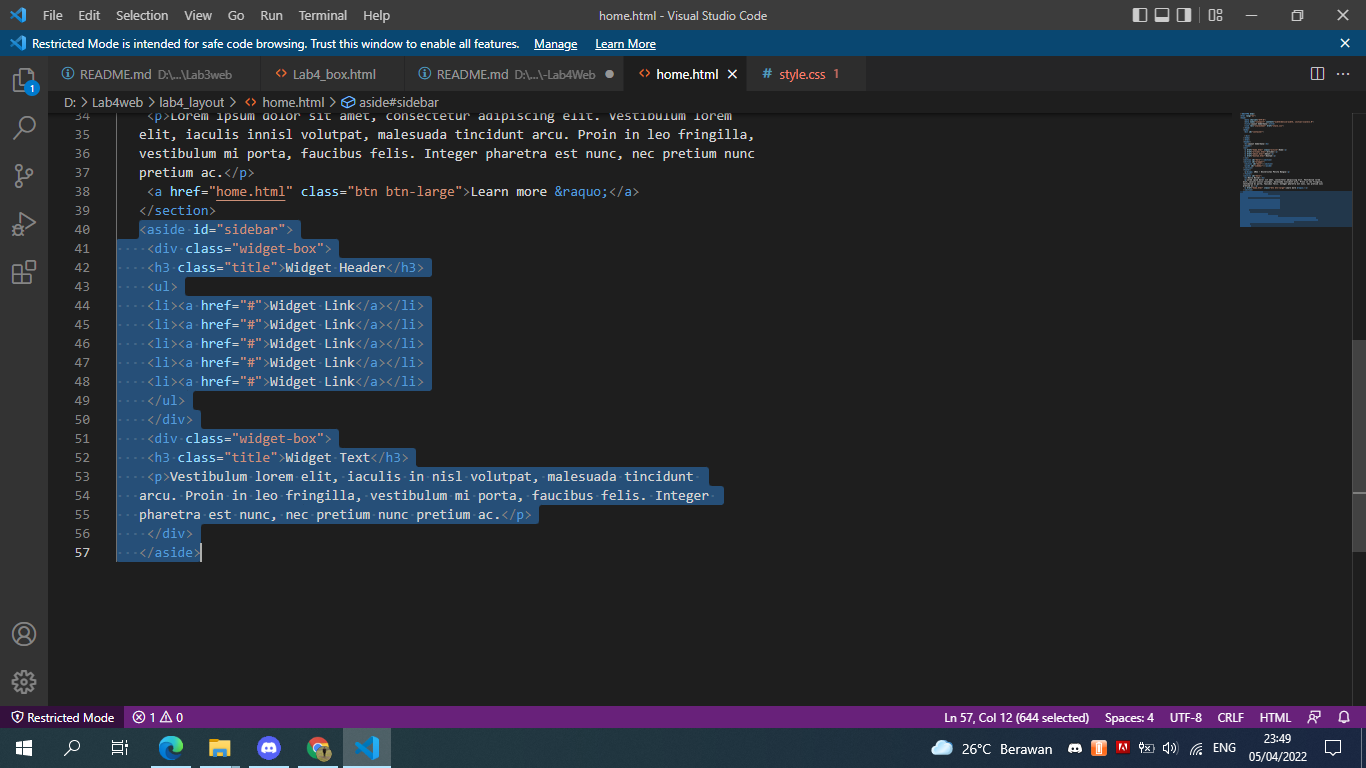 File Edit Selection View Go Run Terminal Help home.html - Visual Studio Code
Restricted Mode is intended for safe code browsing. Trust this window to enable all features. Manage Learn More
README.md D:\...\Lab3web Lab4_box.html README.md D:\...\-Lab4Web home.html style.css 1
D: > Lab4web > lab4_layout > home.html > aside#sidebar
1
34 <p>Lorem ipsum dolor sit amet, consectetur adipiscing elit. Vestibulum lorem
35 elit, iaculis innisl volutpat, malesuada tincidunt arcu. Proin in leo fringilla,
36 vestibulum mi porta, faucibus felis. Integer pharetra est nunc, nec pretium nunc
37 pretium ac.</p>
38 <a href="home.html" class="btn btn-large">Learn more &raquo;</a>
39 </section>
40 <aside id="sidebar">
41 <div class="widget-box">
42 <h3 class="title">Widget Header</h3>
43 <ul>
44 <li><a href="#">Widget Link</a></li>
45 <li><a href="#">Widget Link</a></li>
46 <li><a href="#">Widget Link</a></li>
47 <li><a href="#">Widget Link</a></li>
48 <li><a href="#">Widget Link</a></li>
49 </ul>
50 </div>
51 <div class="widget-box">
52 <h3 class="title">Widget Text</h3>
53 <p>Vestibulum lorem elit, iaculis in nisl volutpat, malesuada tincidunt
54 arcu. Proin in leo fringilla, vestibulum mi porta, faucibus felis. Integer
55 pharetra est nunc, nec pretium nunc pretium ac.</p>
56 </div>
57 </aside>
Restricted Mode 1 0 Ln 57, Col 12 (644 selected) Spaces: 4 UTF-8 CRLF HTML
26°C Berawan ENG 23:49
05/04/2022